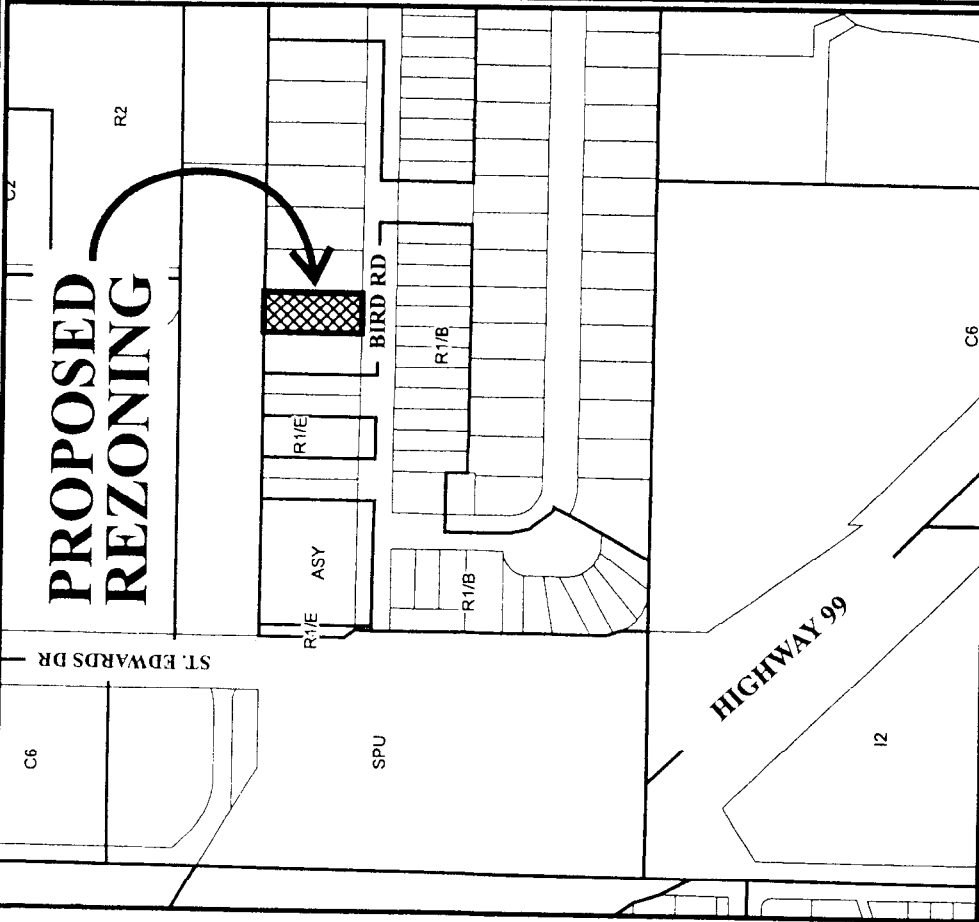 C2
R2
PROPOSED
REZONING
BIRD RD
R1/B
R1/E
ASY
R1/E
R1/B
C6
ST. EDWARDS DR
C6
SPU
HIGHWAY 99
I2